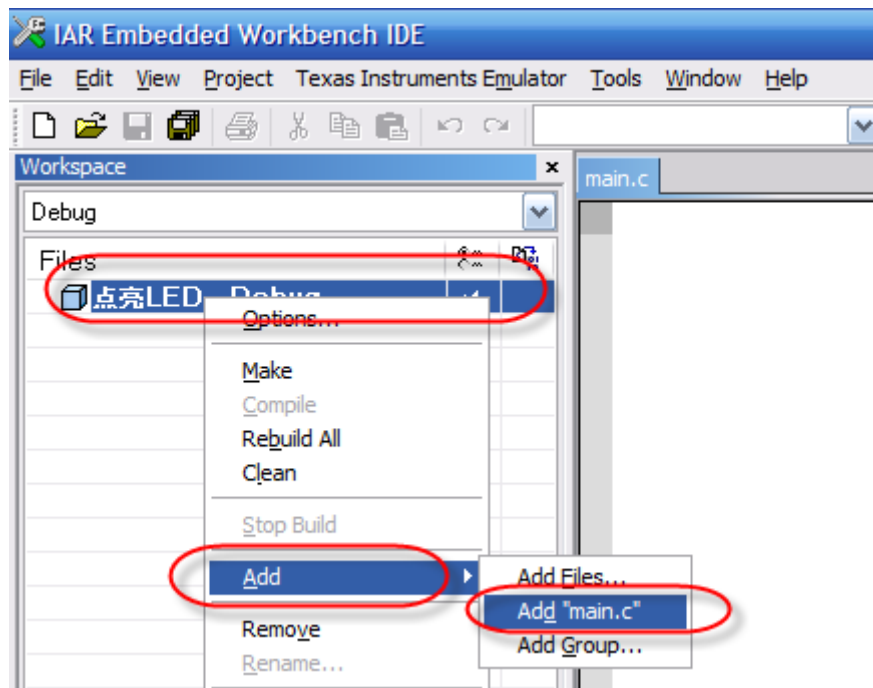 IAR Embedded Workbench IDE
File Edit View Project Texas Instruments Emulator Tools Window Help
Workspace
main.c
Debug
Files
点亮LED - Debug
Options...
Make
Compile
Rebuild All
Clean
Stop Build
Add
Add Files...
Add "main.c"
Add Group...
Remove
Rename...